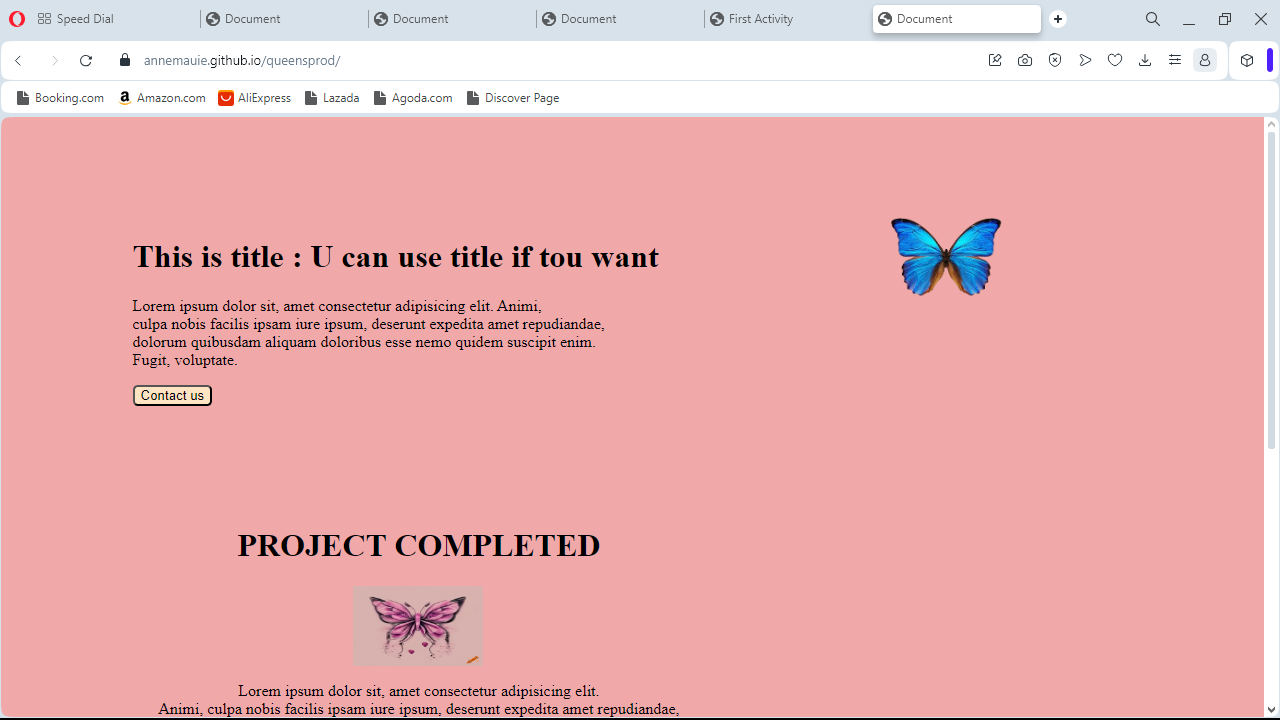 Speed Dial
Document
Document
Document
First Activity
Document
annemauie.github.io/queensprod/
Booking.com
Amazon.com
AliExpress
Lazada
Agoda.com
Discover Page
This is title : U can use title if tou want
Lorem ipsum dolor sit, amet consectetur adipisicing elit. Animi,
culpa nobis facilis ipsam iure ipsum, deserunt expedita amet repudiandae,
dolorum quibusdam aliquam doloribus esse nemo quidem suscipit enim.
Fugit, voluptate.
Contact us
PROJECT COMPLETED
Lorem ipsum dolor sit, amet consectetur adipisicing elit.
Animi, culpa nobis facilis ipsam iure ipsum, deserunt expedita amet repudiandae,